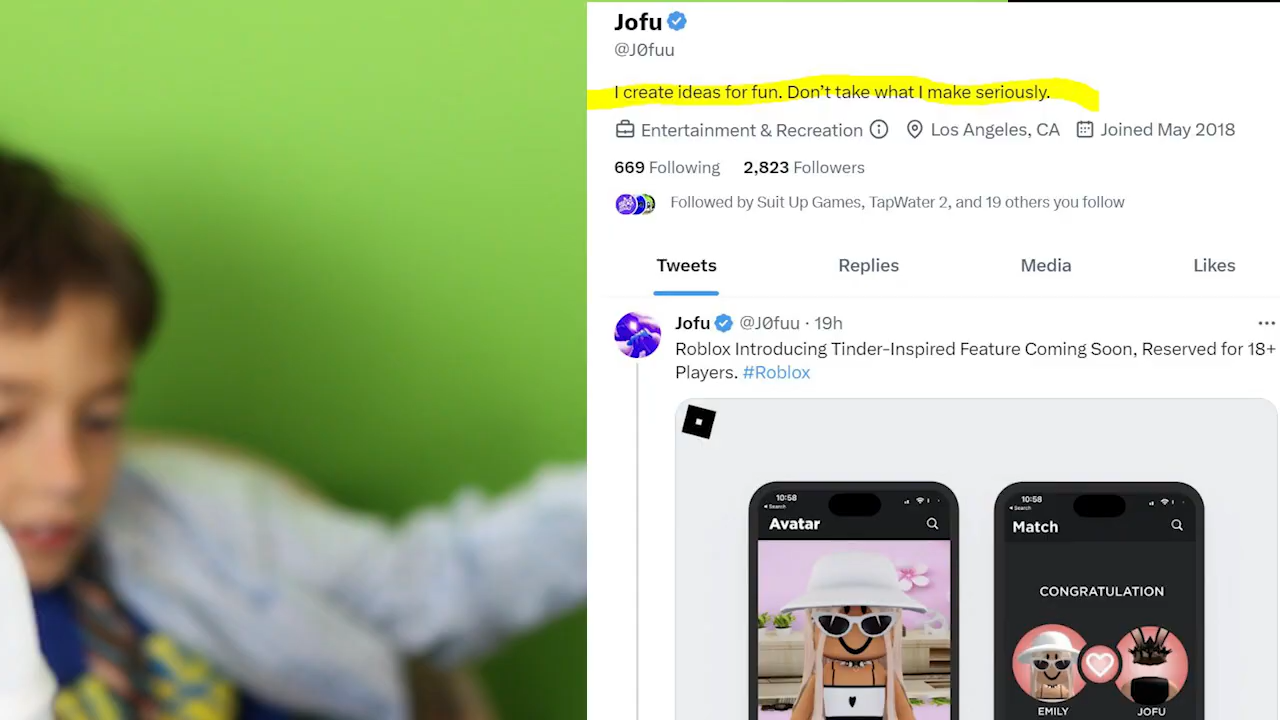 Jofu
@J0fuu
I create ideas for fun. Don't take what I make seriously.
Entertainment & Recreation Los Angeles, CA Joined May 2018
669 Following 2,823 Followers
Followed by Suit Up Games, TapWater 2, and 19 others you follow
Tweets Replies Media Likes
Jofu @J0fuu · 19h
Roblox Introducing Tinder-Inspired Feature Coming Soon, Reserved for 18+
Players. #Roblox
10:58
Search
Avatar
10:58
Search
Match
CONGRATULATION
EMILY JOFU